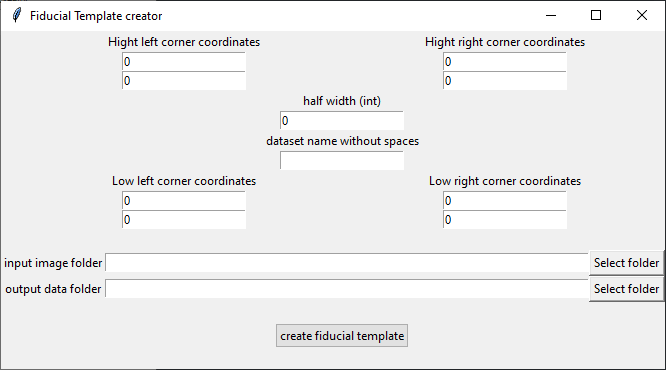 Fiducial Template creator
Hight left corner coordinates
Hight right corner coordinates
0
0
0
0
half width (int)
0
dataset name without spaces
Low left corner coordinates
Low right corner coordinates
0
0
0
0
input image folder
Select folder
output data folder
Select folder
create fiducial template